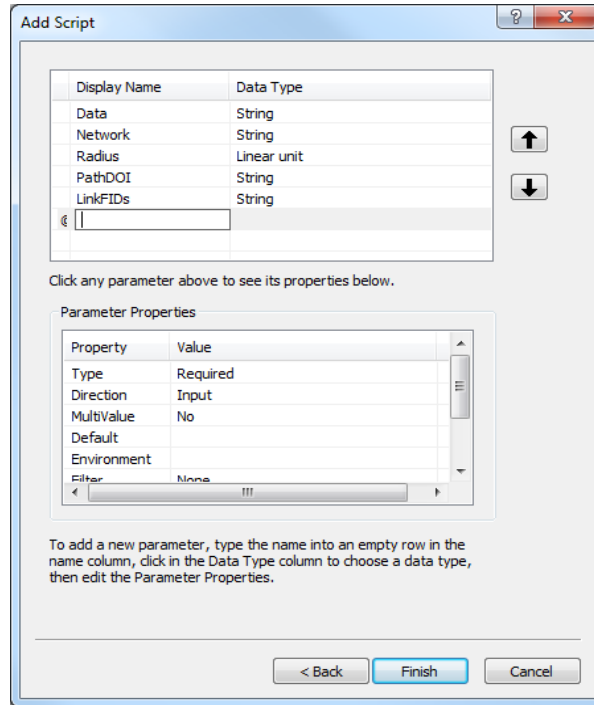 Add Script
Display Name Data Type
Data String
Network String
Radius Linear unit
PathDOI String
LinkFIDs String
Click any parameter above to see its properties below.
Parameter Properties
Property Value
Type Required
Direction Input
MultiValue No
Default
Environment
Filter None
To add a new parameter, type the name into an empty row in the
name column, click in the Data Type column to choose a data type,
then edit the Parameter Properties.
< Back Finish Cancel